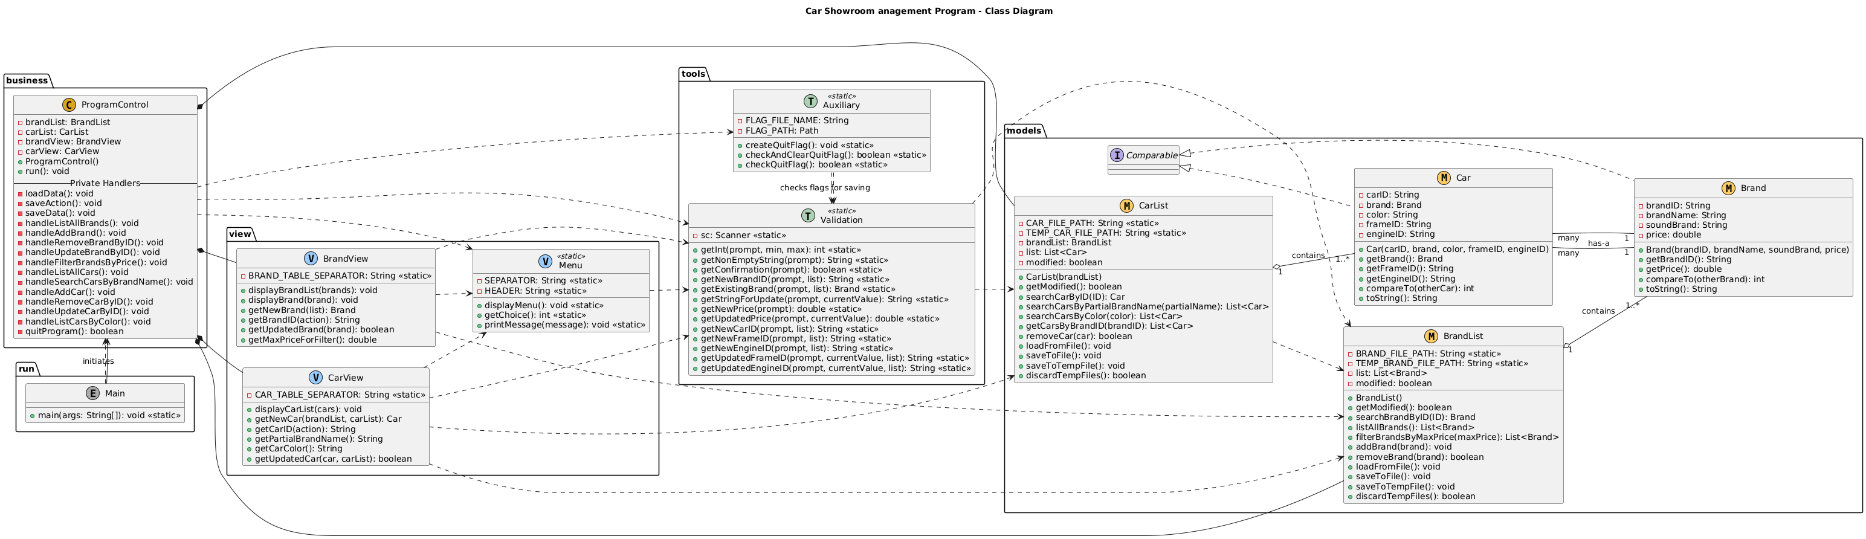 Car Showroom anagement Program - Class Diagram
business
C ProgramControl
brandList: BrandList
carList: CarList
brandView: BrandView
carView: CarView
ProgramControl()
run(): void
Private Handlers
loadData(): void
saveAction(): void
saveData(): void
handleListAllBrands(): void
handleAddBrand(): void
handleRemoveBrandByID(): void
handleUpdateBrandByID(): void
handleFilterBrandsByPrice(): void
handleListAllCars(): void
handleSearchCarsByBrandName(): void
handleAddCar(): void
handleRemoveCarByID(): void
handleUpdateCarByID(): void
handleListCarsByColor(): void
quitProgram(): boolean
initiates
run
E Main
main(args: String[]): void «static»
view
V BrandView
BRAND_TABLE_SEPARATOR: String «static»
displayBrandList(brands): void
displayBrand(brand): void
getNewBrand(list): Brand
getBrandID(action): String
getUpdatedBrand(brand): boolean
getMaxPriceForFilter(): double
V «static»
Menu
SEPARATOR: String «static»
HEADER: String «static»
displayMenu(): void «static»
getChoice(): int «static»
printMessage(message): void «static»
V CarView
CAR_TABLE_SEPARATOR: String «static»
displayCarList(cars): void
getNewCar(brandList, carList): Car
getCarID(action): String
getPartialBrandName(): String
getCarColor(): String
getUpdatedCar(car, carList): boolean
tools
T «static»
Auxiliary
FLAG_FILE_NAME: String
FLAG_PATH: Path
createQuitFlag(): void «static»
checkAndClearQuitFlag(): boolean «static»
checkQuitFlag(): boolean «static»
checks flags for saving
T «static»
Validation
sc: Scanner «static»
getInt(prompt, min, max): int «static»
getNonEmptyString(prompt): String «static»
getConfirmation(prompt): boolean «static»
getNewBrandID(prompt, list): String «static»
getExistingBrand(prompt, list): Brand «static»
getStringForUpdate(prompt, currentValue): String «static»
getNewPrice(prompt): double «static»
getUpdatedPrice(prompt, currentValue): double «static»
getNewCarID(prompt, list): String «static»
getNewFrameID(prompt, list): String «static»
getNewEngineID(prompt, list): String «static»
getUpdatedFrameID(prompt, currentValue, list): String «static»
getUpdatedEngineID(prompt, currentValue, list): String «static»
models
I Comparable
M CarList
CAR_FILE_PATH: String «static»
TEMP_CAR_FILE_PATH: String «static»
brandList: BrandList
list: List<Car>
modified: boolean
CarList(brandList)
getModified(): boolean
searchCarByID(ID): Car
searchCarsByPartialBrandName(partialName): List<Car>
searchCarsByColor(color): List<Car>
getCarsByBrandID(brandID): List<Car>
removeCar(car): boolean
loadFromFile(): void
saveToFile(): void
saveToTempFile(): void
discardTempFiles(): boolean
contains
1
1..*
M Car
carID: String
brand: Brand
color: String
frameID: String
engineID: String
Car(carID, brand, color, frameID, engineID)
getBrand(): Brand
getFrameID(): String
getEngineID(): String
compareTo(otherCar): int
toString(): String
many
1
has-a
many
1
M Brand
brandID: String
brandName: String
soundBrand: String
price: double
Brand(brandID, brandName, soundBrand, price)
getBrandID(): String
getPrice(): double
compareTo(otherBrand): int
toString(): String
1..*
contains
1
M BrandList
BRAND_FILE_PATH: String «static»
TEMP_BRAND_FILE_PATH: String «static»
list: List<Brand>
modified: boolean
BrandList()
getModified(): boolean
searchBrandByID(ID): Brand
listAllBrands(): List<Brand>
filterBrandsByMaxPrice(maxPrice): List<Brand>
addBrand(brand): void
removeBrand(brand): boolean
loadFromFile(): void
saveToFile(): void
saveToTempFile(): void
discardTempFiles(): boolean